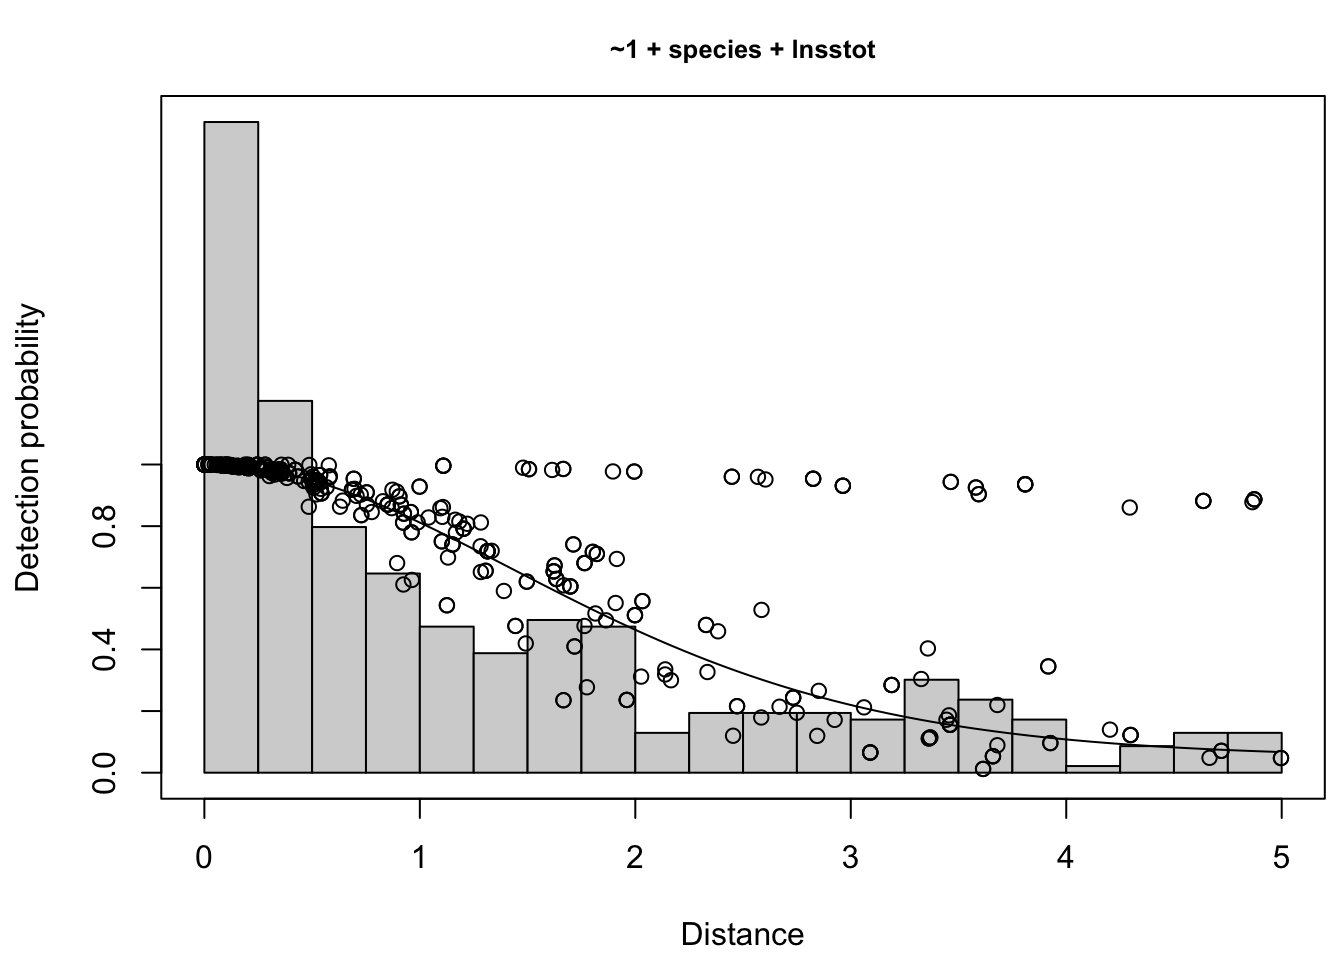 ~1 + species + lnsstot
Detection probability
0.8
0.4
0.0
0 1 2 3 4 5
Distance